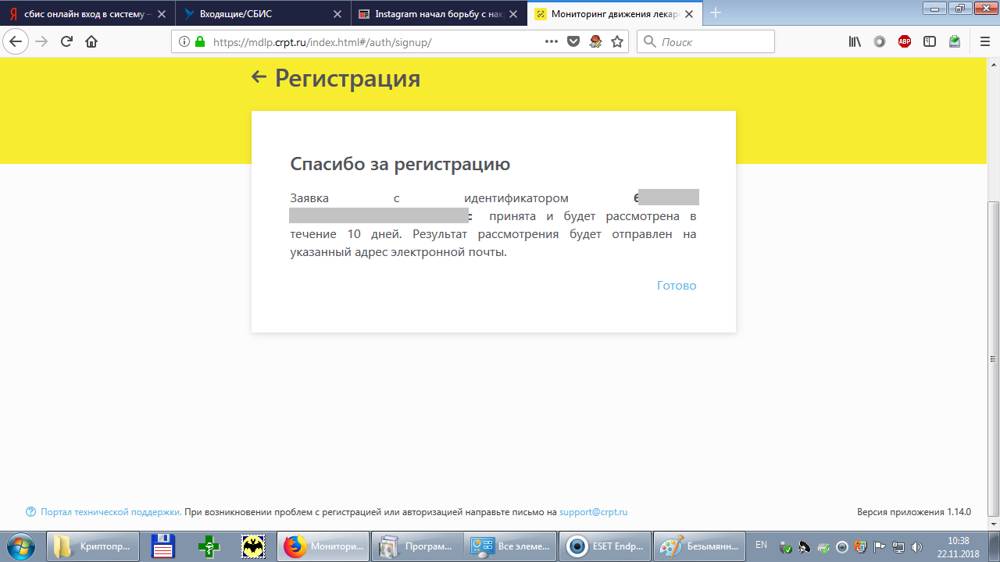 сбис онлайн вход в систему —
Входящие/СБИС
Instagram начал борьбу с нак
Мониторинг движения лекаре
https://mdlp.crpt.ru/index.html#/auth/signup/
Поиск
ABP
Регистрация
Спасибо за регистрацию
Заявка с идентификатором 6
с принята и будет рассмотрена в
течение 10 дней. Результат рассмотрения будет отправлен на
указанный адрес электронной почты.
Готово
Портал технической поддержки. При возникновении проблем с регистрацией или авторизацией направьте письмо на support@crpt.ru
Версия приложения 1.14.0
Криптопр...
Монитори...
Програм...
Все элеме...
ESET Endp...
Безымянн...
EN
10:38
22.11.2018